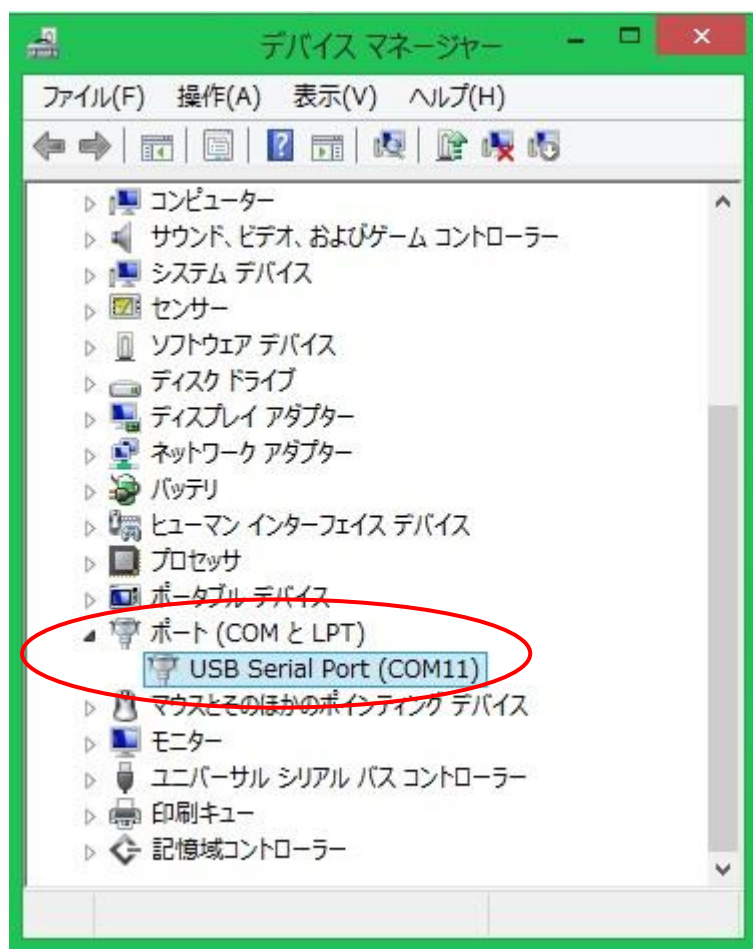 デバイス マネージャー
ファイル(F) 操作(A) 表示(V) ヘルプ(H)
コンピューター
サウンド、ビデオ、およびゲーム コントローラー
システム デバイス
センサー
ソフトウェア デバイス
ディスク ドライブ
ディスプレイ アダプター
ネットワーク アダプター
バッテリ
ヒューマン インターフェイス デバイス
プロセッサ
ポータブル デバイス
ポート (COM と LPT)
USB Serial Port (COM11)
マウスとそのほかのポインティング デバイス
モニター
ユニバーサル シリアル バス コントローラー
印刷キュー
記憶域コントローラー